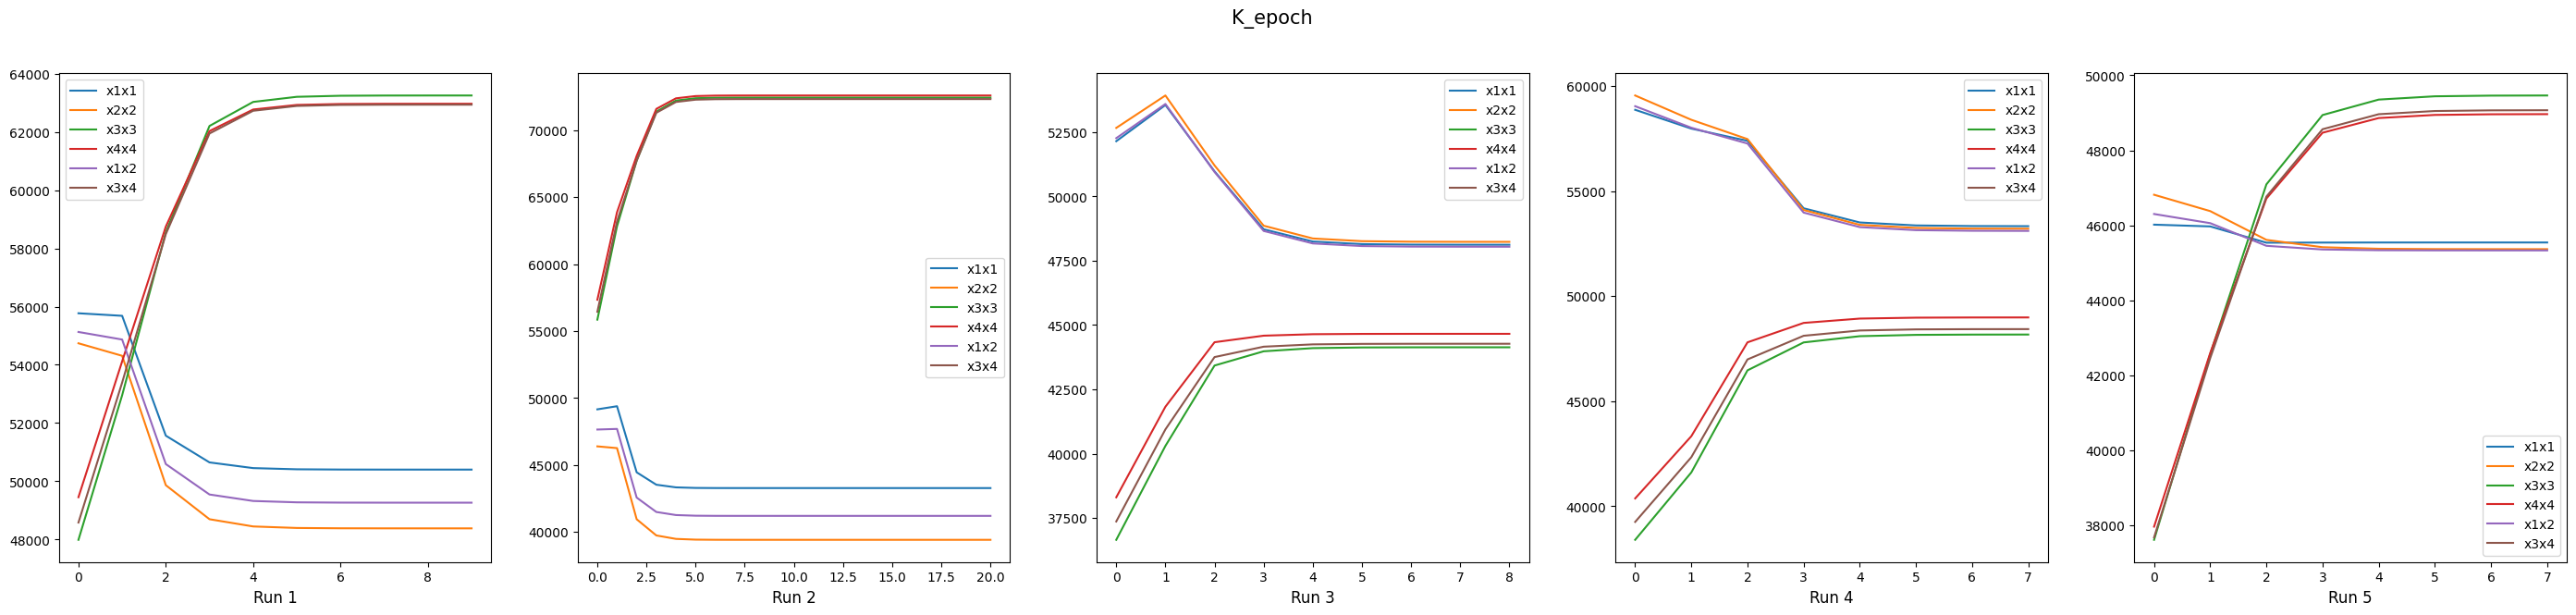 K_epoch
64000
62000
60000
58000
56000
54000
52000
50000
48000
x1x1
x2x2
x3x3
x4x4
x1x2
x3x4
0
2
4
6
8
Run 1
70000
65000
60000
55000
50000
45000
40000
x1x1
x2x2
x3x3
x4x4
x1x2
x3x4
0.0
2.5
5.0
7.5
10.0
12.5
15.0
17.5
20.0
Run 2
52500
50000
47500
45000
42500
40000
37500
x1x1
x2x2
x3x3
x4x4
x1x2
x3x4
0
1
2
3
4
5
6
7
8
Run 3
60000
55000
50000
45000
40000
x1x1
x2x2
x3x3
x4x4
x1x2
x3x4
0
1
2
3
4
5
6
7
Run 4
50000
48000
46000
44000
42000
40000
38000
x1x1
x2x2
x3x3
x4x4
x1x2
x3x4
0
1
2
3
4
5
6
7
Run 5